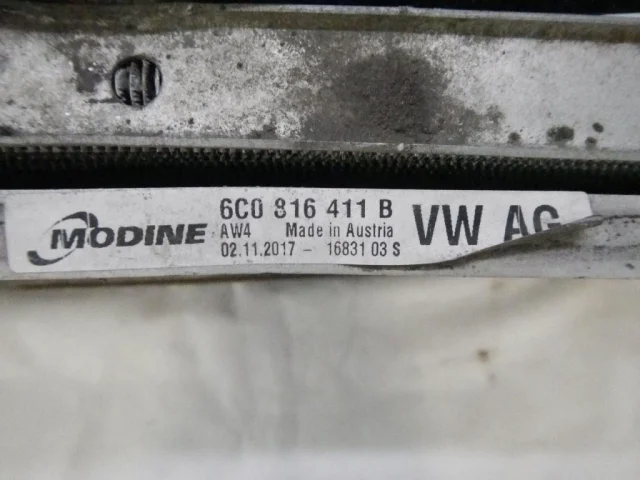 MODINE
6C0 816 411 B
AW4 Made in Austria
02.11.2017 - 16831 03 S
VW AG